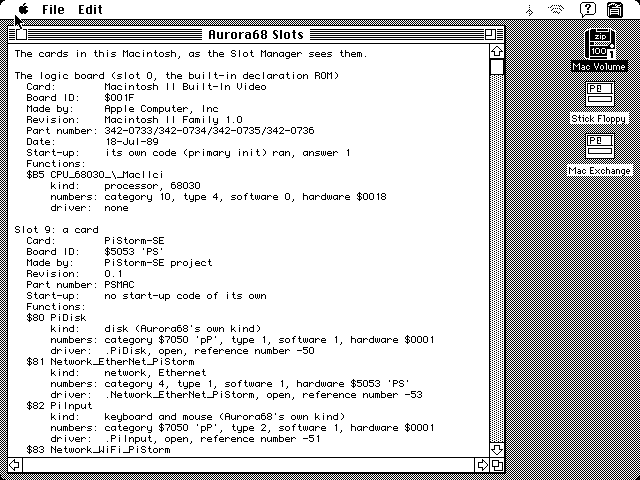 File Edit
Aurora68 Slots
The cards in this Macintosh, as the Slot Manager sees them.
The logic board (slot 0, the built-in declaration ROM)
Card: Macintosh II Built-In Video
Board ID: $001F
Made by: Apple Computer, Inc
Revision: Macintosh II Family 1.0
Part number: 342-0733/342-0734/342-0735/342-0736
Date: 18-Jul-89
Start-up: its own code (primary init) ran, answer 1
Functions:
$B5 CPU_68030_\_MacIIci
kind: processor, 68030
numbers: category 10, type 4, software 0, hardware $0018
driver: none
Slot 9: a card
Card: PiStorm-SE
Board ID: $5053 'PS'
Made by: PiStorm-SE project
Revision: 0.1
Part number: PSMAC
Start-up: no start-up code of its own
Functions:
$80 PiDisk
kind: disk (Aurora68's own kind)
numbers: category $7050 'pP', type 1, software 1, hardware $0001
driver: .PiDisk, open, reference number -50
$81 Network_EtherNet_PiStorm
kind: network, Ethernet
numbers: category 4, type 1, software 1, hardware $5053 'PS'
driver: .Network_EtherNet_PiStorm, open, reference number -53
$82 PiInput
kind: keyboard and mouse (Aurora68's own kind)
numbers: category $7050 'pP', type 2, software 1, hardware $0001
driver: .PiInput, open, reference number -51
$83 Network_WiFi_PiStorm
zip
100
Mac Volume
Stick Floppy
Mac Exchange